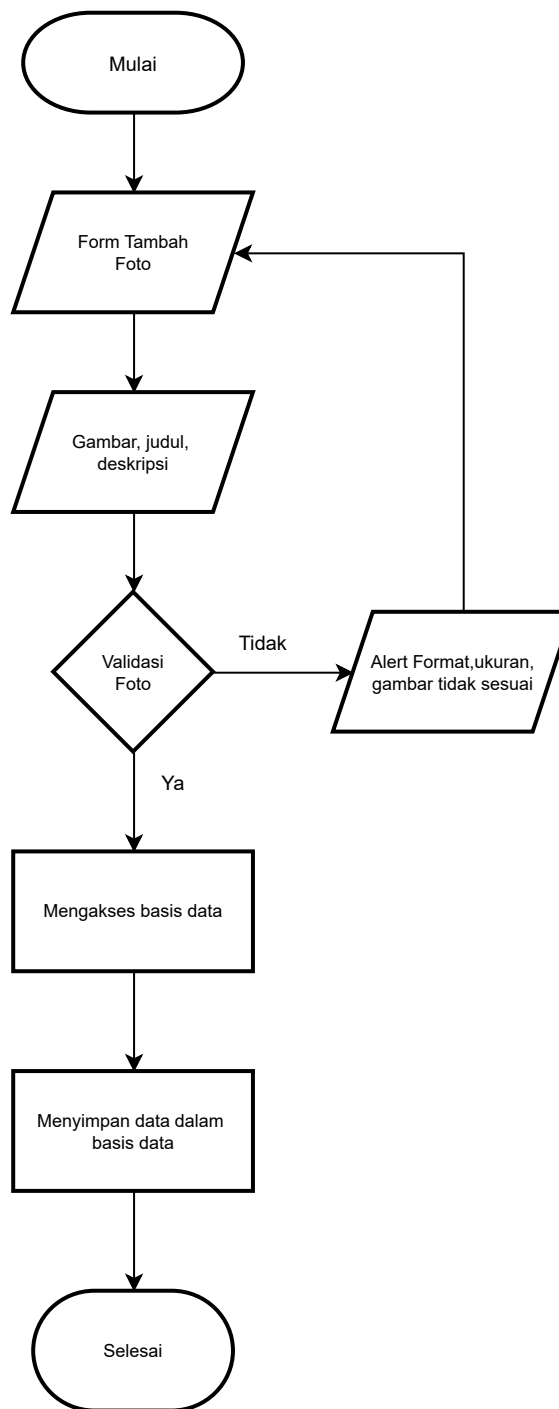 Mulai
Form Tambah
Foto
Gambar, judul,
deskripsi
Validasi
Foto
Tidak
Alert Format,ukuran,
gambar tidak sesuai
Ya
Mengakses basis data
Menyimpan data dalam
basis data
Selesai